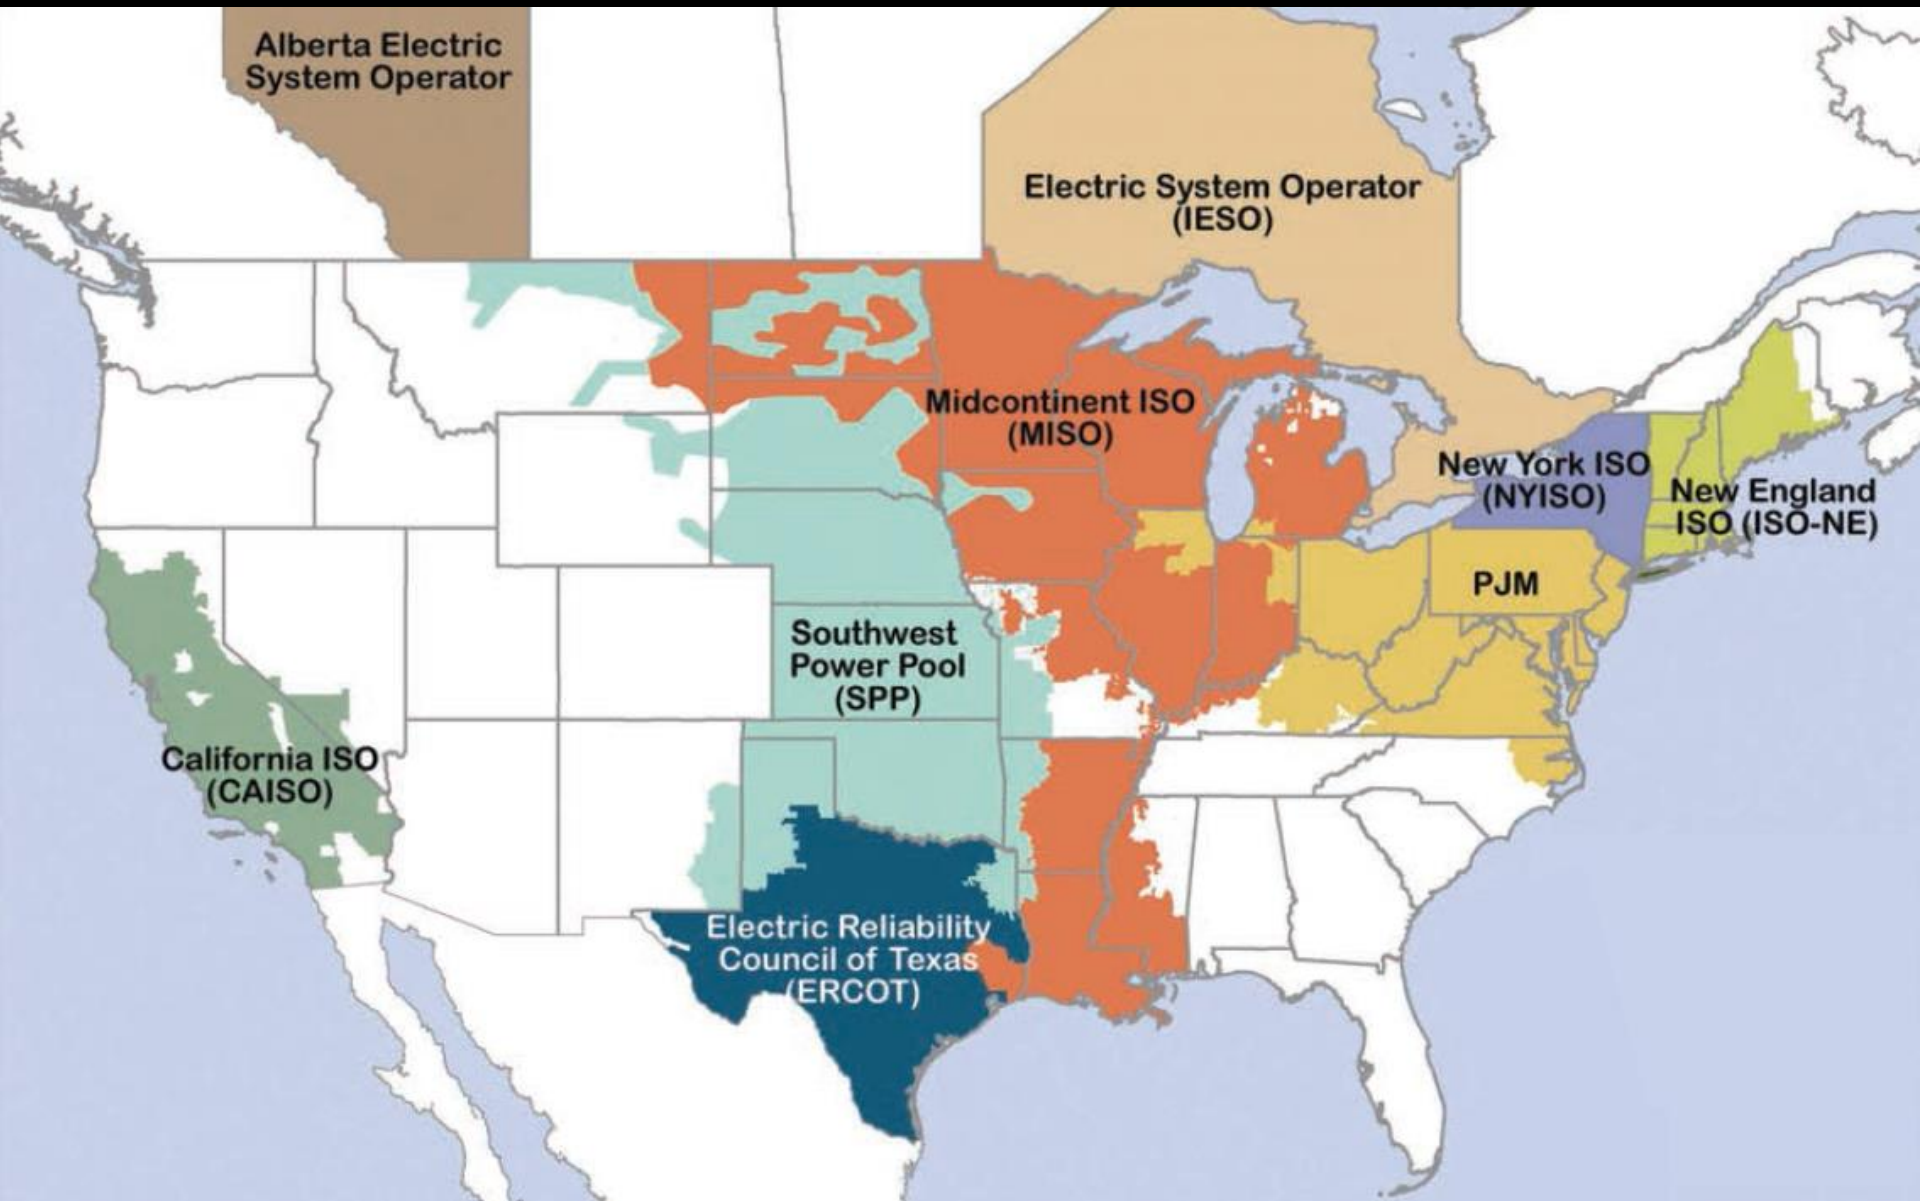 Alberta Electric
System Operator
Electric System Operator
(IESO)
Midcontinent ISO
(MISO)
New York ISO
(NYISO)
New England
ISO (ISO-NE)
PJM
Southwest
Power Pool
(SPP)
California ISO
(CAISO)
Electric Reliability
Council of Texas
(ERCOT)